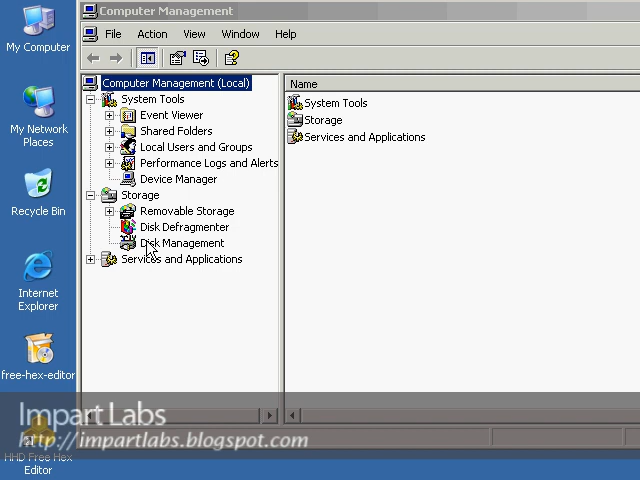 My Computer
My Network
Places
Recycle Bin
Internet
Explorer
free-hex-editor
HHD Free Hex
Editor
Computer Management
File Action View Window Help
Computer Management (Local)
System Tools
Event Viewer
Shared Folders
Local Users and Groups
Performance Logs and Alerts
Device Manager
Storage
Removable Storage
Disk Defragmenter
Disk Management
Services and Applications
Name
System Tools
Storage
Services and Applications
Impart Labs
http://impartlabs.blogspot.com